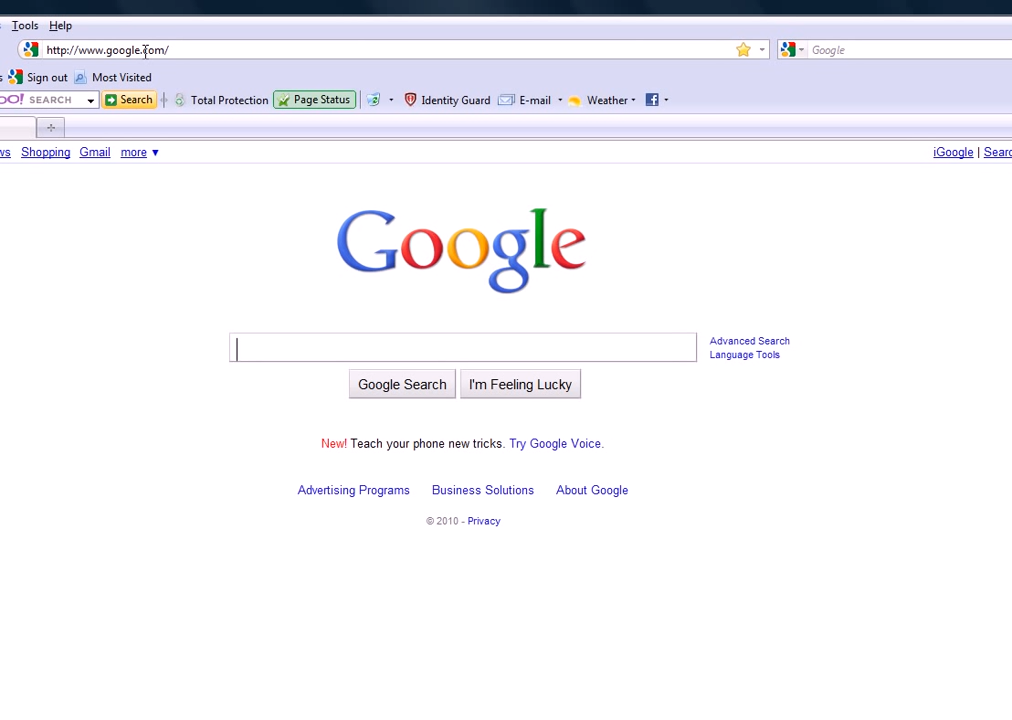 Tools Help
http://www.google.com/ Google
Sign out Most Visited
SEARCH Search Total Protection Page Status Identity Guard E-mail Weather
Shopping Gmail more ▼ iGoogle |
Google
Advanced Search
Language Tools
Google Search I'm Feeling Lucky
New! Teach your phone new tricks. Try Google Voice.
Advertising Programs Business Solutions About Google
© 2010 - Privacy